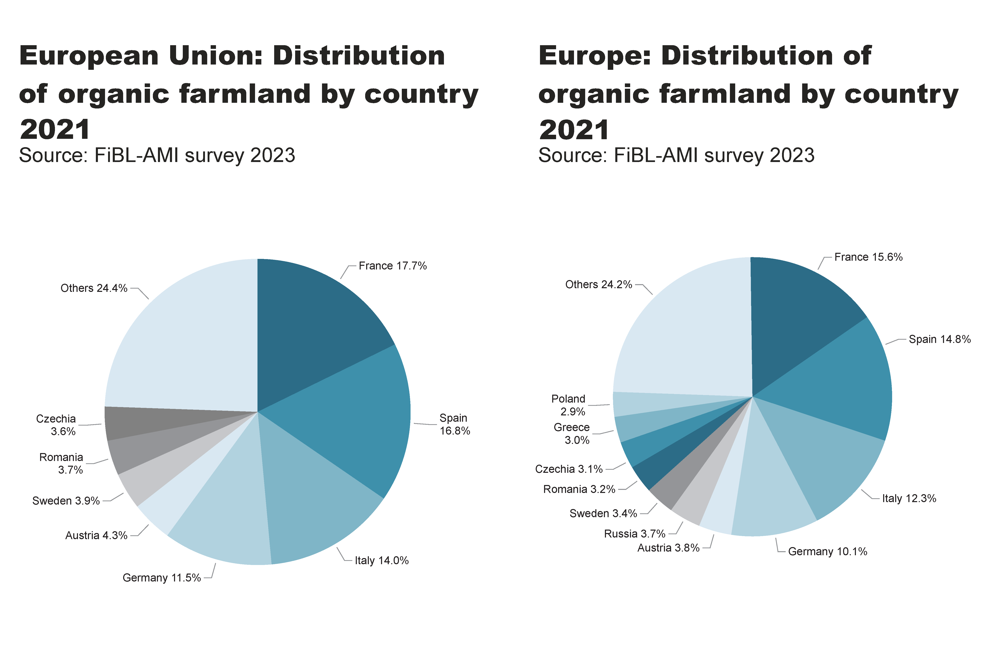 European Union: Distribution
of organic farmland by country
2021
Source: FiBL-AMI survey 2023
France 17.7%
Others 24.4%
Spain
16.8%
Czechia
3.6%
Romania
3.7%
Sweden 3.9%
Austria 4.3%
Italy 14.0%
Germany 11.5%
Europe: Distribution of
organic farmland by country
2021
Source: FiBL-AMI survey 2023
France 15.6%
Others 24.2%
Spain 14.8%
Poland
2.9%
Greece
3.0%
Czechia 3.1%
Romania 3.2%
Italy 12.3%
Sweden 3.4%
Russia 3.7%
Austria 3.8%
Germany 10.1%